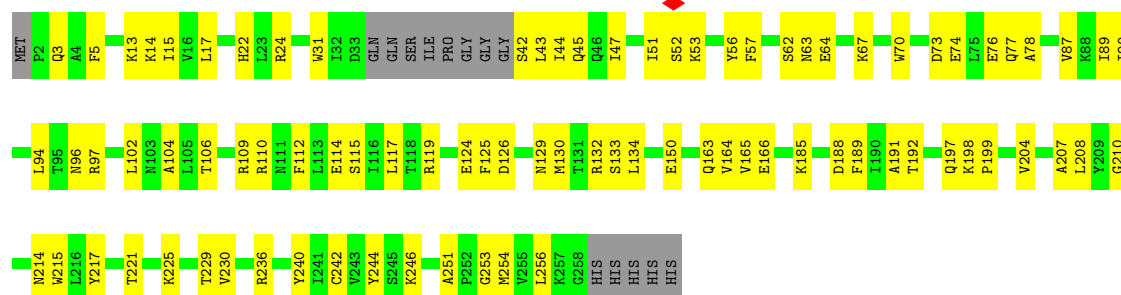 MET P2 Q3 A4 F5 K13 K14 I15 V16 L17 H22 L23 R24 W31 I32 D33 GLN GLN SER ILE PRO GLY GLY GLY S42 L43 I44 Q45 Q46 I47 I51 S52 K53 Y56 F57 S62 N63 E64 K67 W70 D73 E74 L75 E76 Q77 A78 V87 K88 I89
L94 T95 N96 R97 L102 N103 A104 L105 T106 R109 R110 N111 F112 L113 E114 S115 I116 L117 T118 R119 E124 F125 D126 N129 M130 T131 R132 S133 L134 E150 Q163 V164 V165 E166 K185 D188 F189 I190 A191 T192 Q197 K198 P199 V204 A207 L208 Y209 G210
N214 W215 L216 Y217 T221 K225 T229 V230 R236 Y240 I241 C242 V243 Y244 S245 K246 A251 P252 G253 M254 V255 L256 K257 G258 HIS HIS HIS HIS HIS